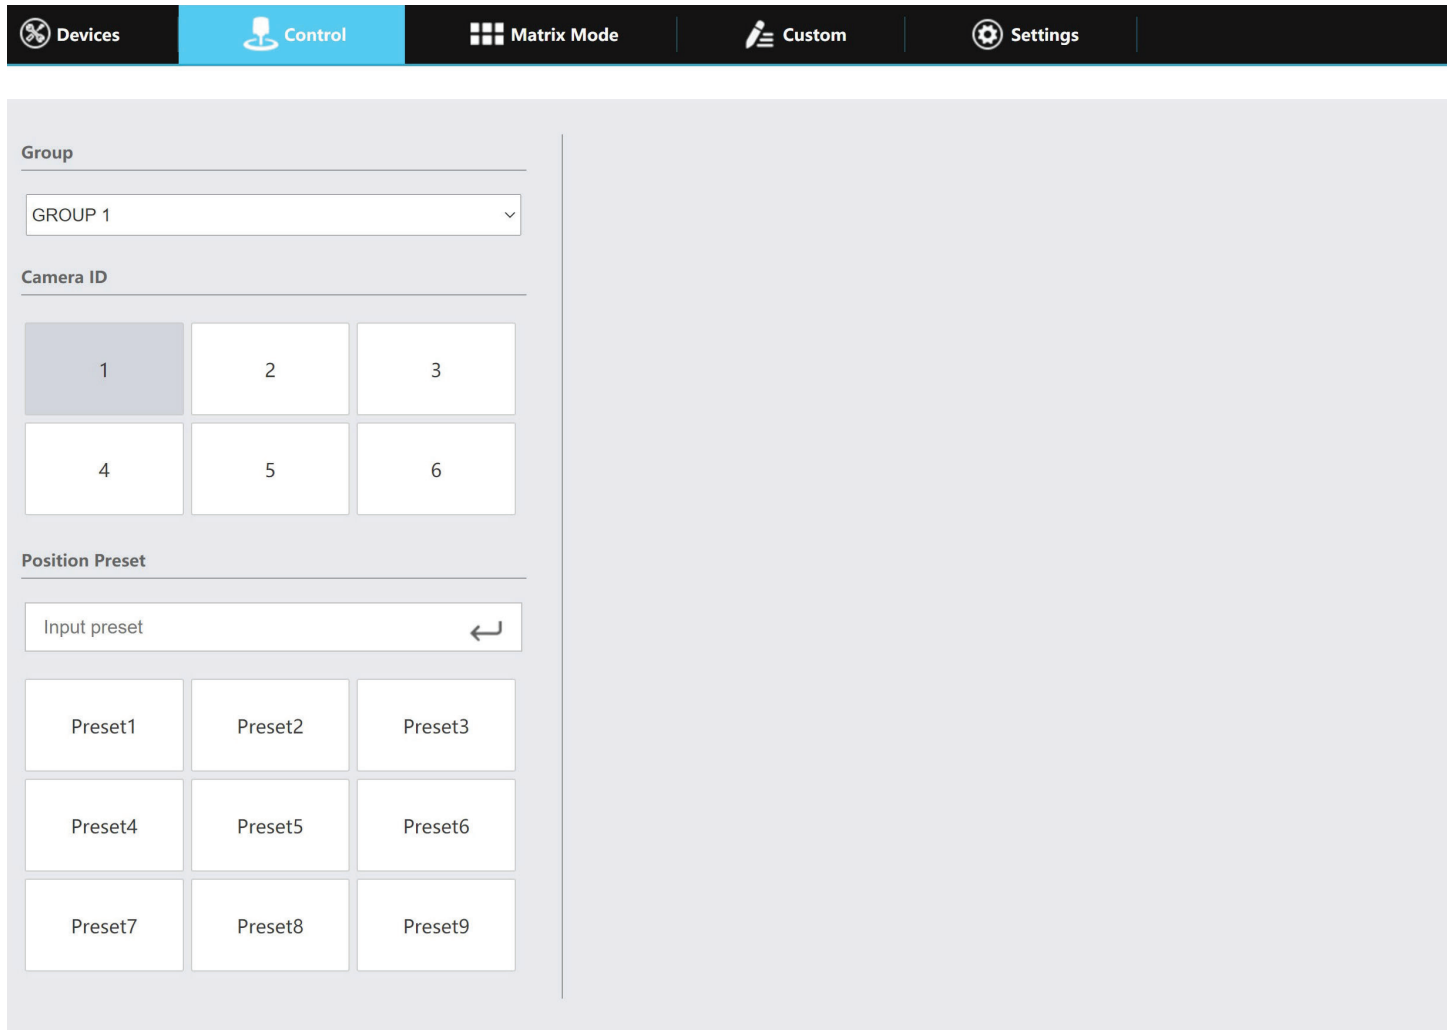 Devices Control Matrix Mode Custom Settings
Group
GROUP 1
Camera ID
1 2 3
4 5 6
Position Preset
Input preset
Preset1 Preset2 Preset3
Preset4 Preset5 Preset6
Preset7 Preset8 Preset9